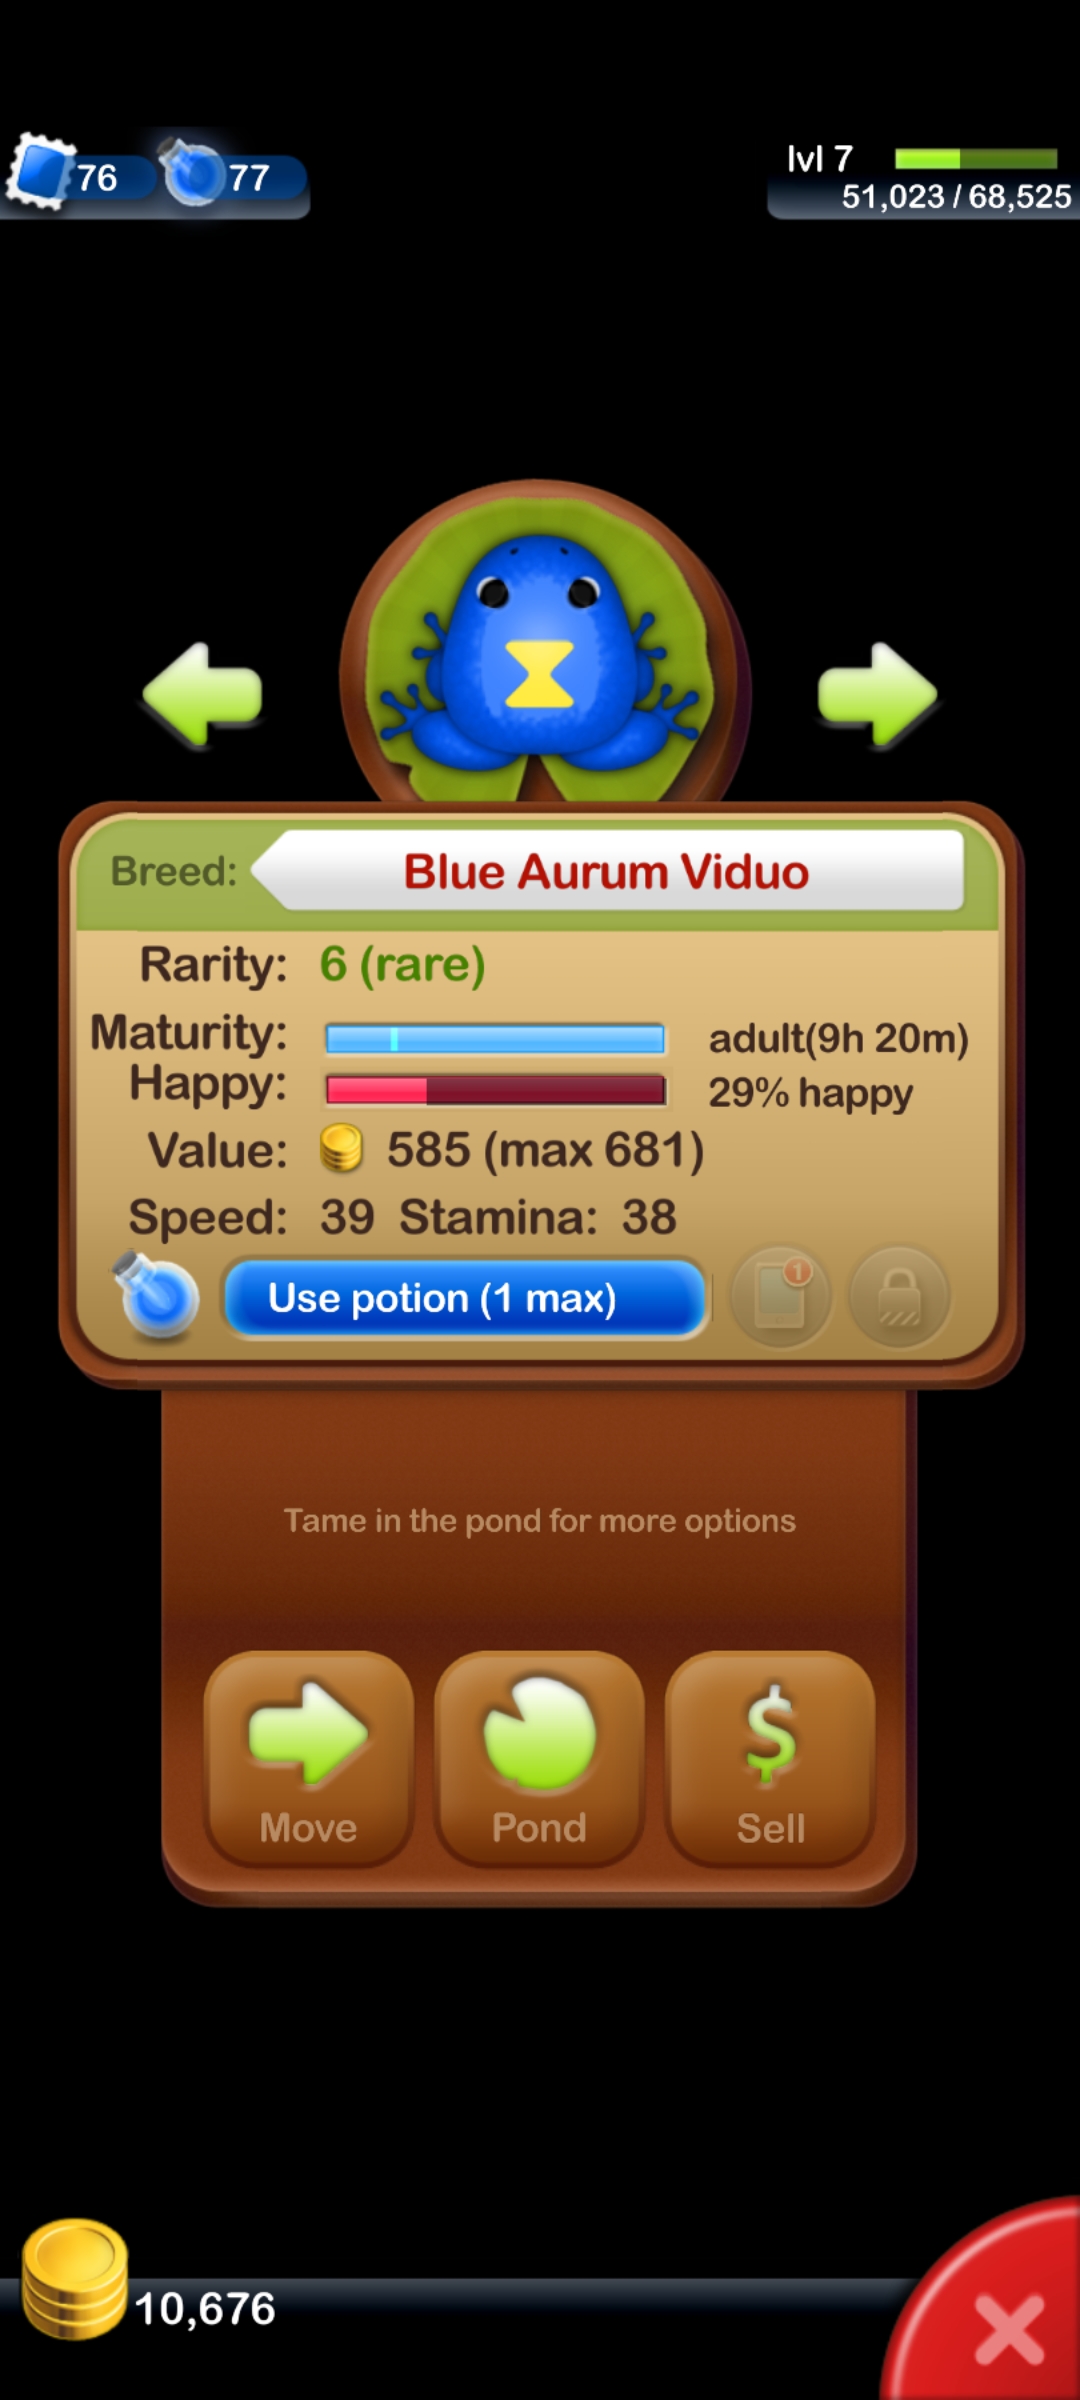 76
77
lvl 7
51,023 / 68,525
Breed: Blue Aurum Viduo
Rarity: 6 (rare)
Maturity: adult(9h 20m)
Happy: 29% happy
Value: 585 (max 681)
Speed: 39 Stamina: 38
Use potion (1 max)
1
Tame in the pond for more options
$
Move Pond Sell
10,676